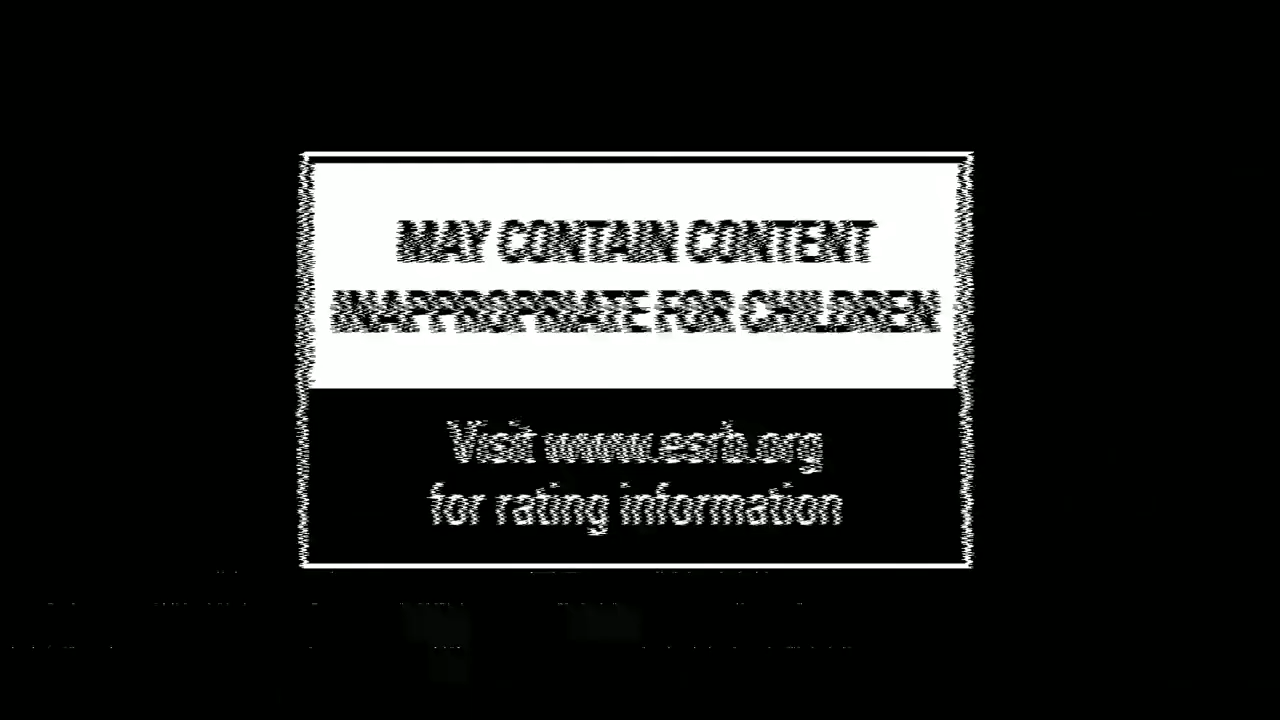 MAY CONTAIN CONTENT
INAPPROPRIATE FOR CHILDREN
Visit www.esrb.org
for rating information